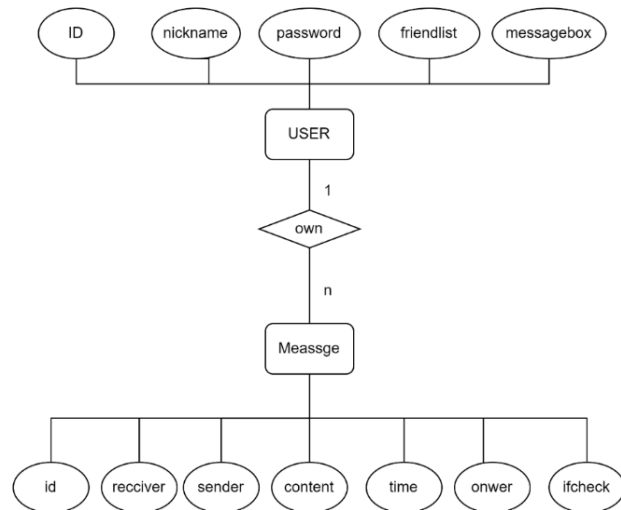 ID
nickname
password
friendlist
messagebox
USER
1
own
n
Meassge
id
recciver
sender
content
time
onwer
ifcheck